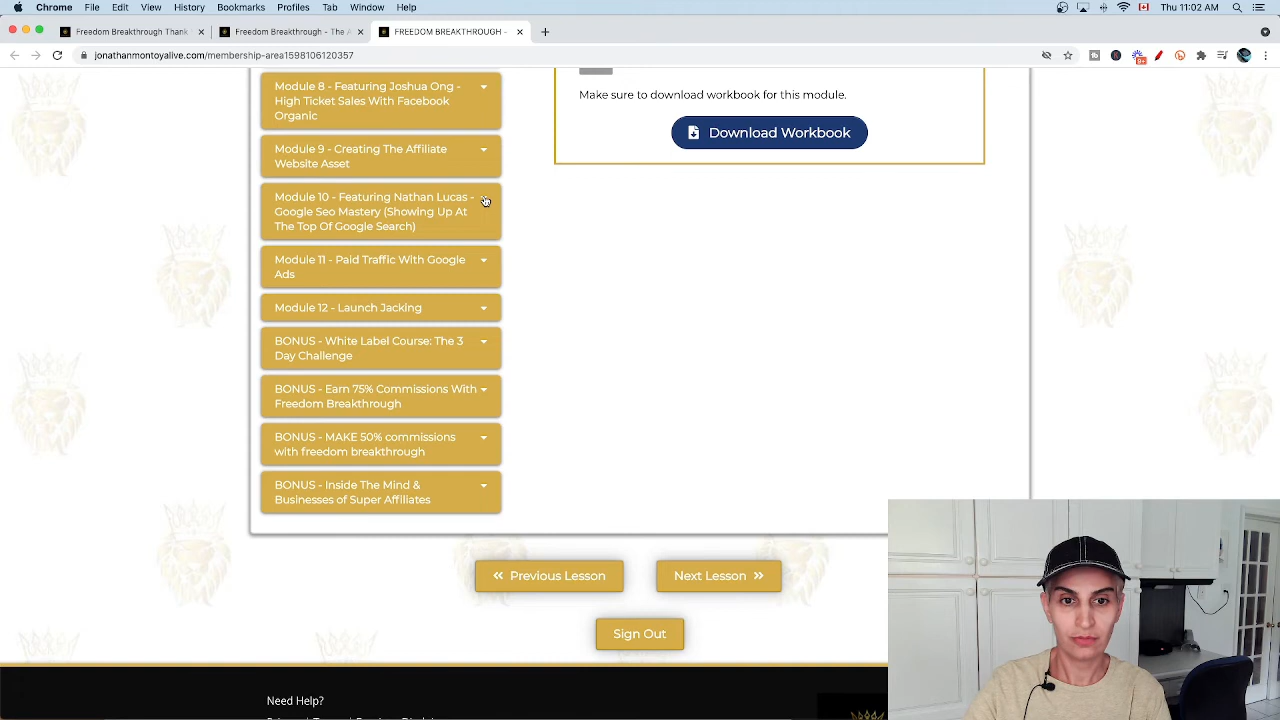 Chrome File Edit View History Bookmarks Profiles Tab Window Help Thu 11:02 AM
Freedom Breakthrough Thank
Freedom Breakthrough - The A
FREEDOM BREAKTHROUGH -
jonathanmontoyalive.com/membership-area1598106120357
Module 8 - Featuring Joshua Ong -
High Ticket Sales With Facebook
Organic
Module 9 - Creating The Affiliate
Website Asset
Module 10 - Featuring Nathan Lucas -
Google Seo Mastery (Showing Up At
The Top Of Google Search)
Module 11 - Paid Traffic With Google
Ads
Module 12 - Launch Jacking
BONUS - White Label Course: The 3
Day Challenge
BONUS - Earn 75% Commissions With
Freedom Breakthrough
BONUS - MAKE 50% commissions
with freedom breakthrough
BONUS - Inside The Mind &
Businesses of Super Affiliates
Make sure to download workbook for this module.
Download Workbook
Previous Lesson
Next Lesson
Sign Out
Need Help?